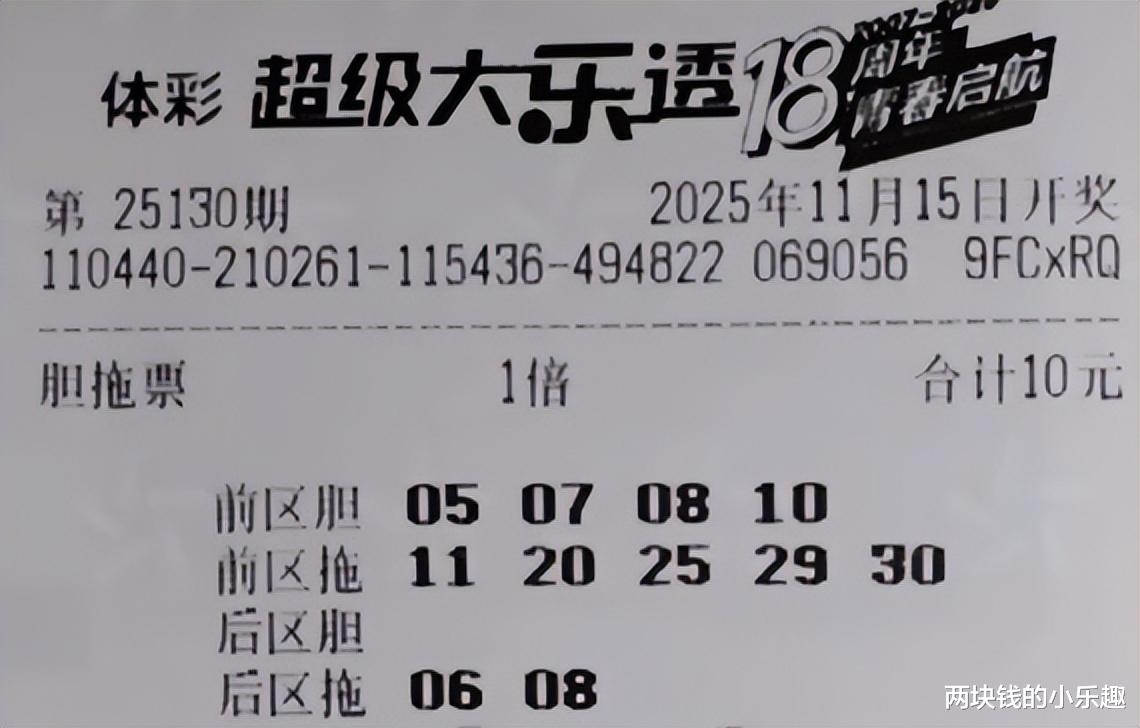 体彩 超级大乐透 18周年
青春启航
第 25130期 2025年11月15日开奖
110440-210261-115436-494822 069056 9FCxRQ
胆拖票 1倍 合计10元
前区胆 05 07 08 10
前区拖 11 20 25 29 30
后区胆
后区拖 06 08
两块钱的小乐趣